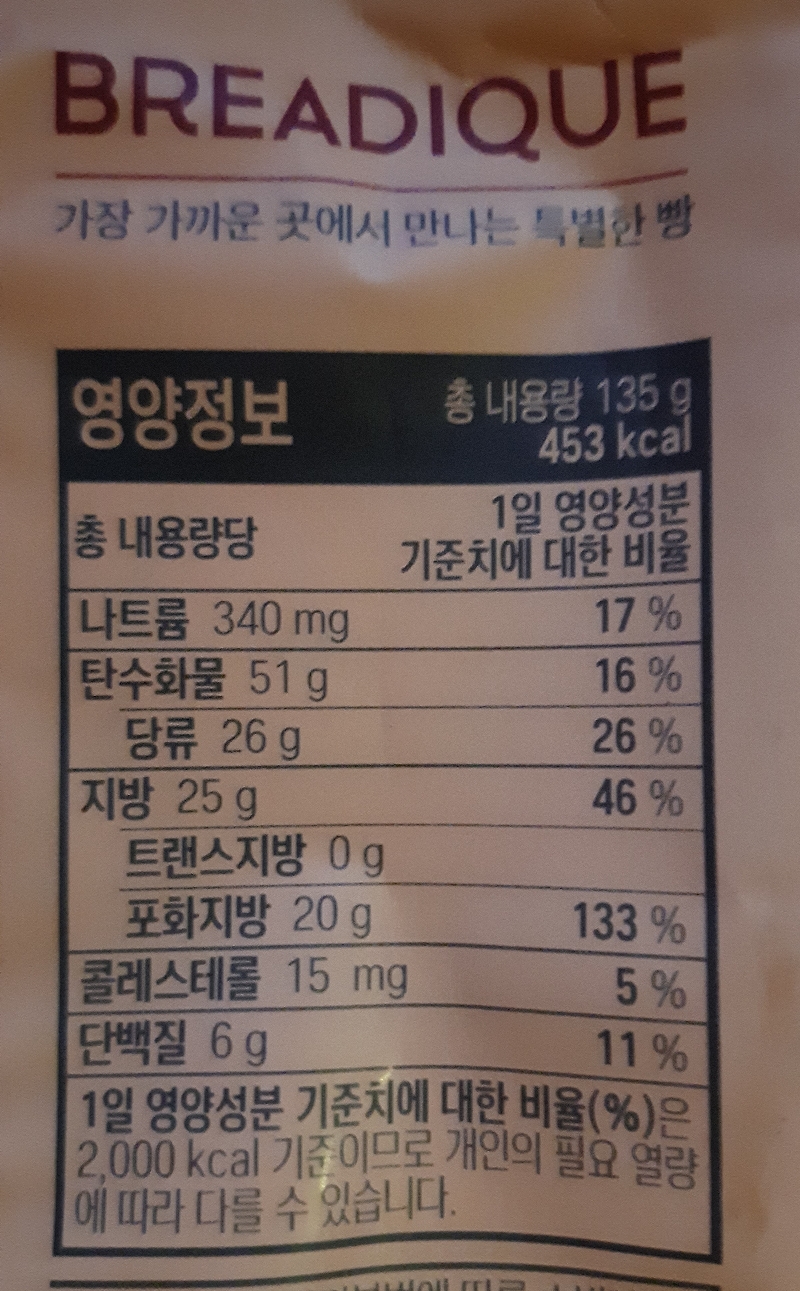 BREADIQUE
가장 가까운 곳에서 만나는 특별한 빵
영양정보
총 내용량 135 g
453 kcal
총 내용량당
1일 영양성분
기준치에 대한 비율
나트륨 340 mg 17 %
탄수화물 51 g 16 %
당류 26 g 26 %
지방 25 g 46 %
트랜스지방 0 g
포화지방 20 g 133 %
콜레스테롤 15 mg 5 %
단백질 6 g 11 %
1일 영양성분 기준치에 대한 비율(%)은
2,000 kcal 기준이므로 개인의 필요 열량
에 따라 다를 수 있습니다.